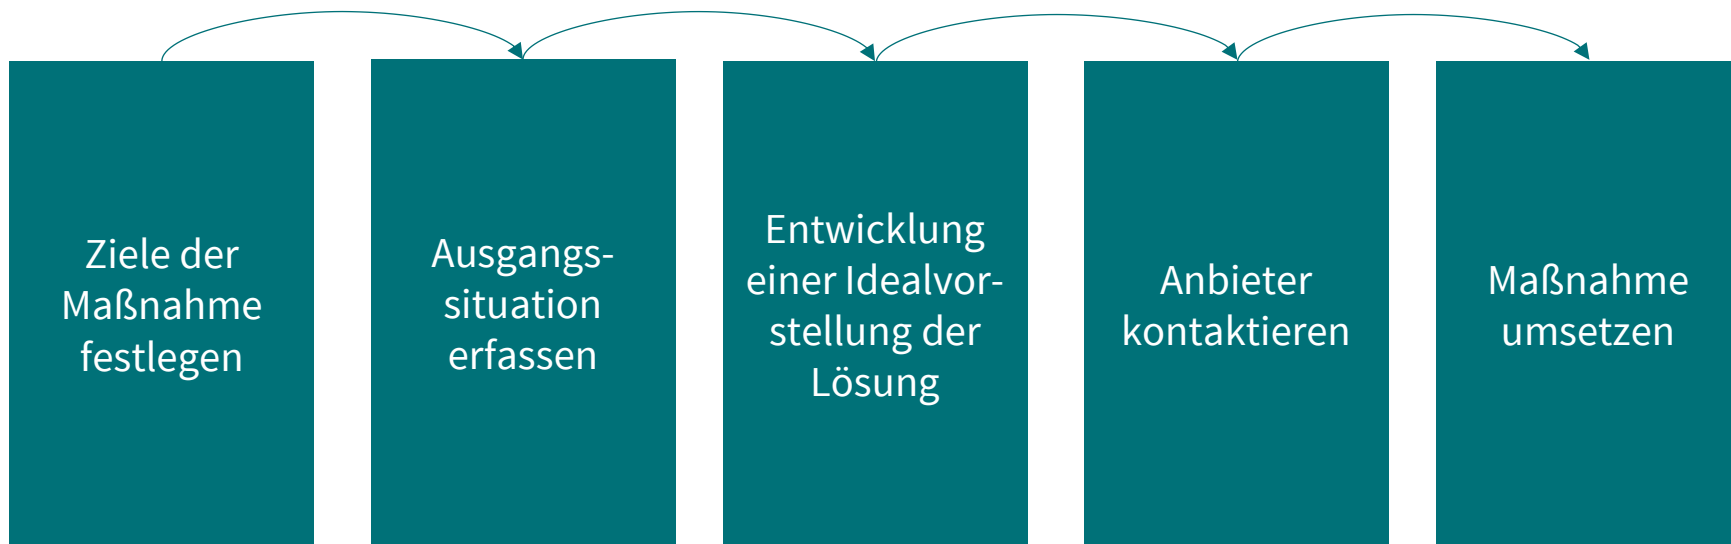 Ziele der
Maßnahme
festlegen
Ausgangs-
situation
erfassen
Entwicklung
einer Idealvor-
stellung der
Lösung
Anbieter
kontaktieren
Maßnahme
umsetzen